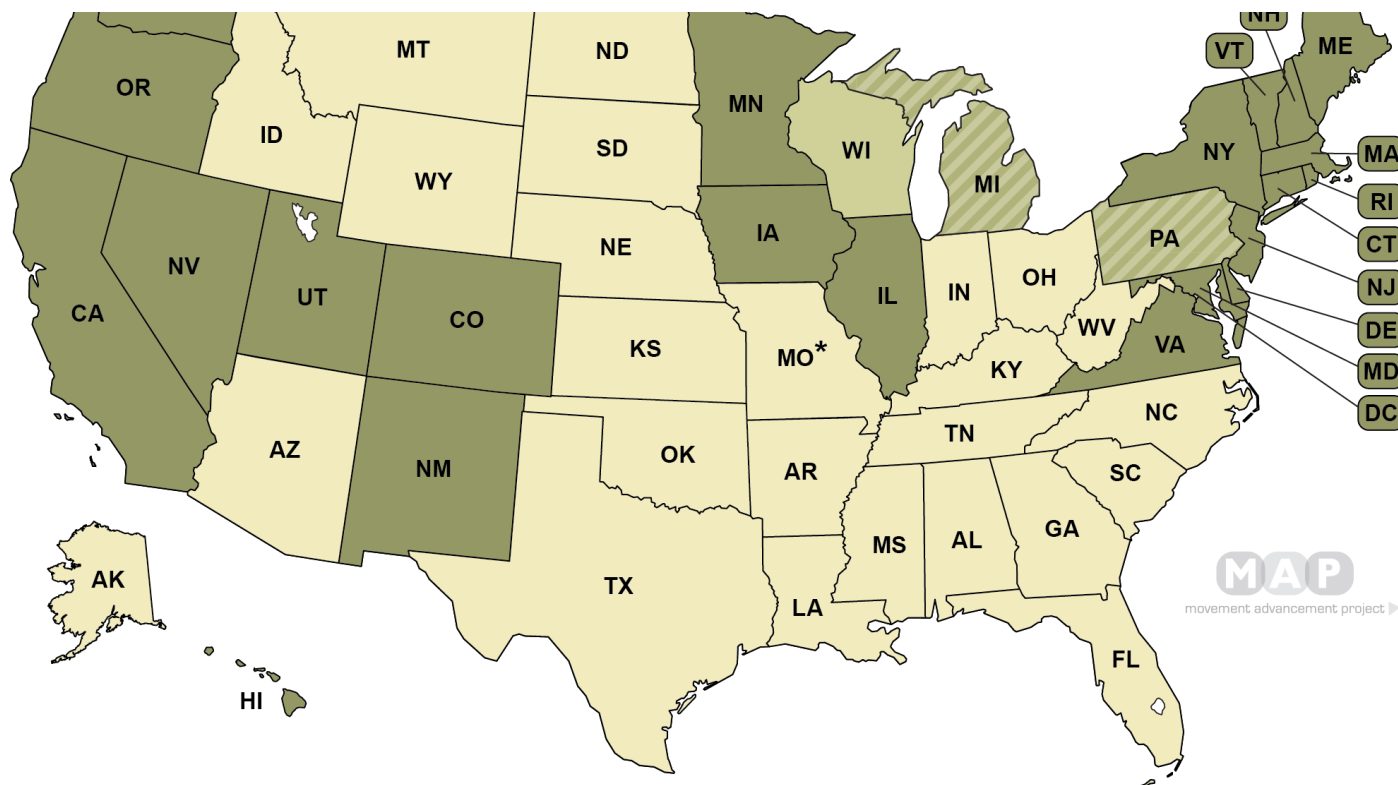 NH
VT
ME
MT
ND
OR
MN
ID
SD
WI
NY
MA
WY
MI
RI
IA
PA
CT
NE
NV
OH
NJ
UT
IL
IN
CA
CO
WV
DE
KS
MO*
VA
KY
MD
NC
DC
AZ
TN
OK
NM
AR
SC
GA
MS
AL
AK
TX
MAP
LA
movement advancement project
FL
HI